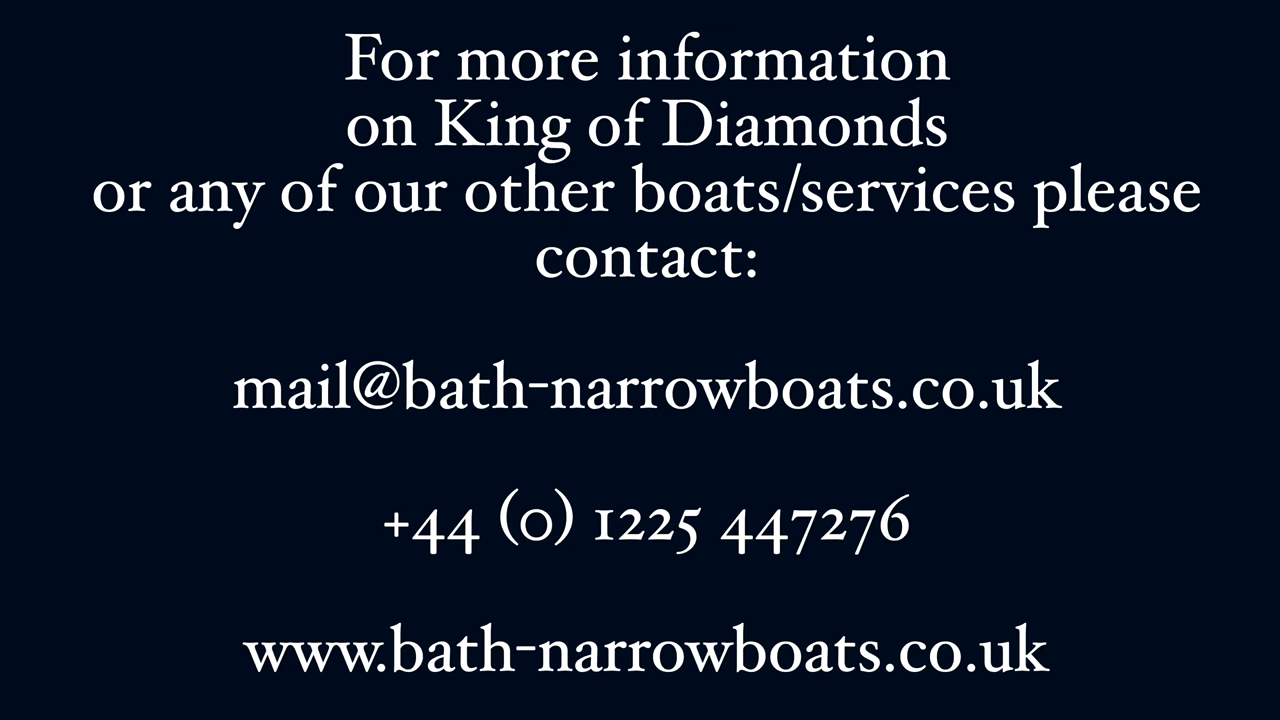 For more information
on King of Diamonds
or any of our other boats/services please
contact:
mail@bath-narrowboats.co.uk
+44 (0) 1225 447276
www.bath-narrowboats.co.uk